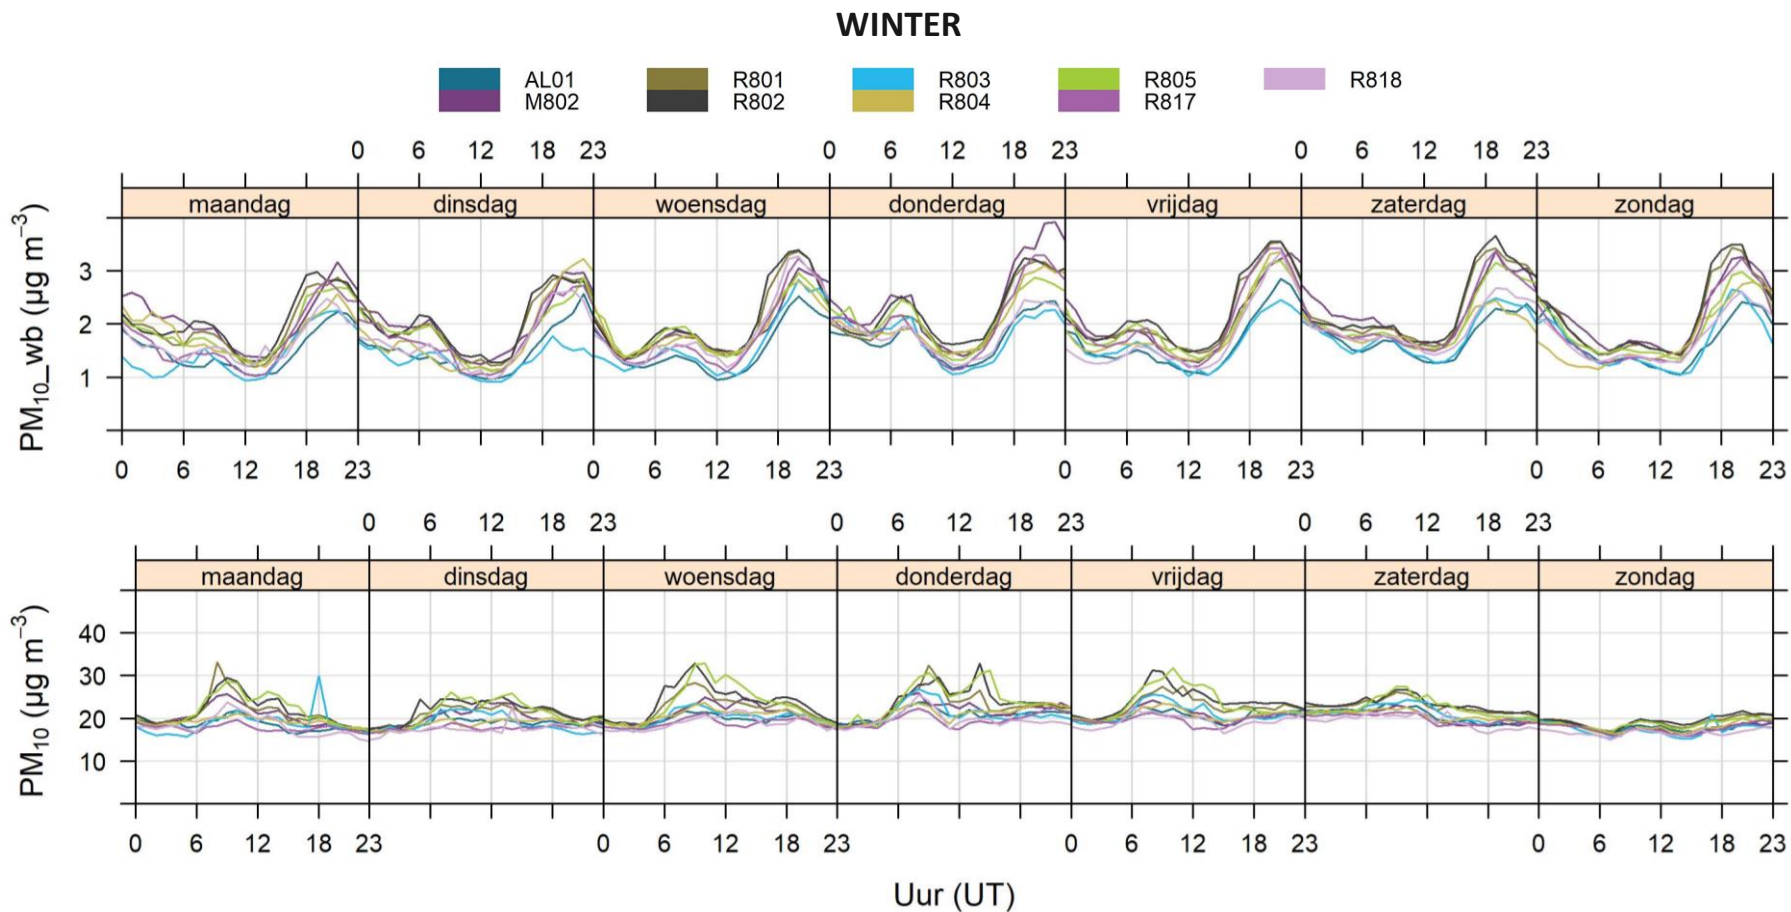 WINTER
AL01 R801 R803 R805 R818
M802 R802 R804 R817
0 6 12 18 23 0 6 12 18 23 0 6 12 18 23
maandag dinsdag woensdag donderdag vrijdag zaterdag zondag
PM10_wb (µg m−3)
3
2
1
0 6 12 18 23 0 6 12 18 23 0 6 12 18 23 0 6 12 18 23
0 6 12 18 23 0 6 12 18 23 0 6 12 18 23
maandag dinsdag woensdag donderdag vrijdag zaterdag zondag
PM10 (µg m−3)
40
30
20
10
0 6 12 18 23 0 6 12 18 23 0 6 12 18 23 0 6 12 18 23
Uur (UT)